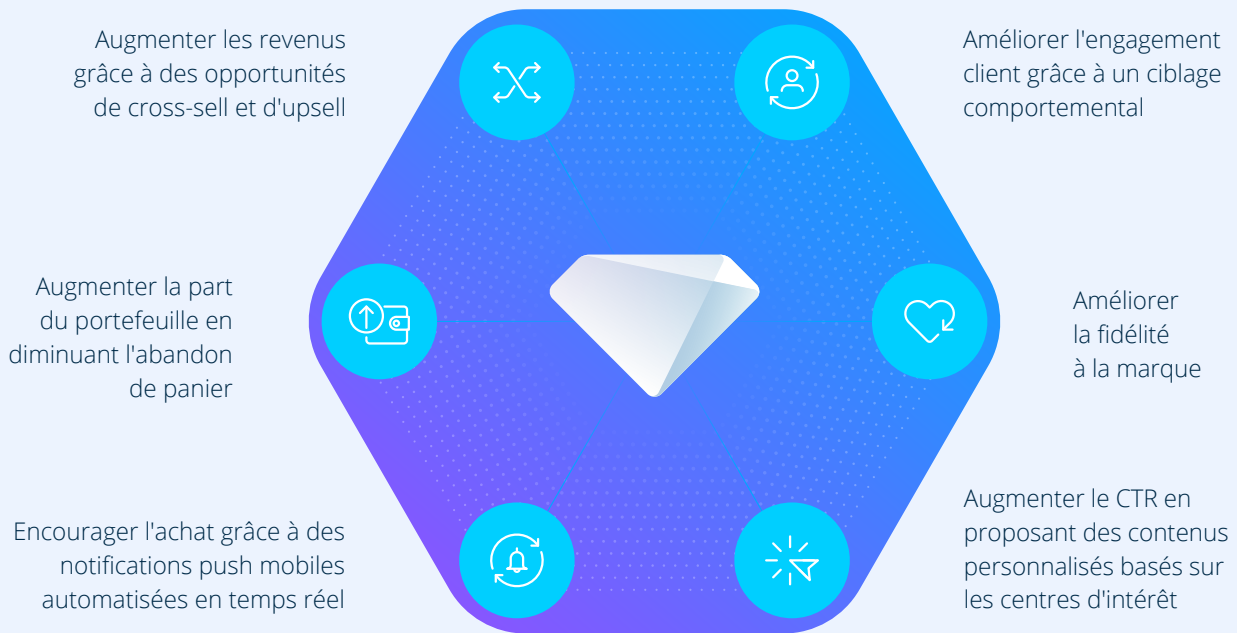 Augmenter les revenus
grâce à des opportunités
de cross-sell et d'upsell
Améliorer l'engagement
client grâce à un ciblage
comportemental
Augmenter la part
du portefeuille en
diminuant l'abandon
de panier
Améliorer
la fidélité
à la marque
Encourager l'achat grâce à des
notifications push mobiles
automatisées en temps réel
Augmenter le CTR en
proposant des contenus
personnalisés basés sur
les centres d'intérêt